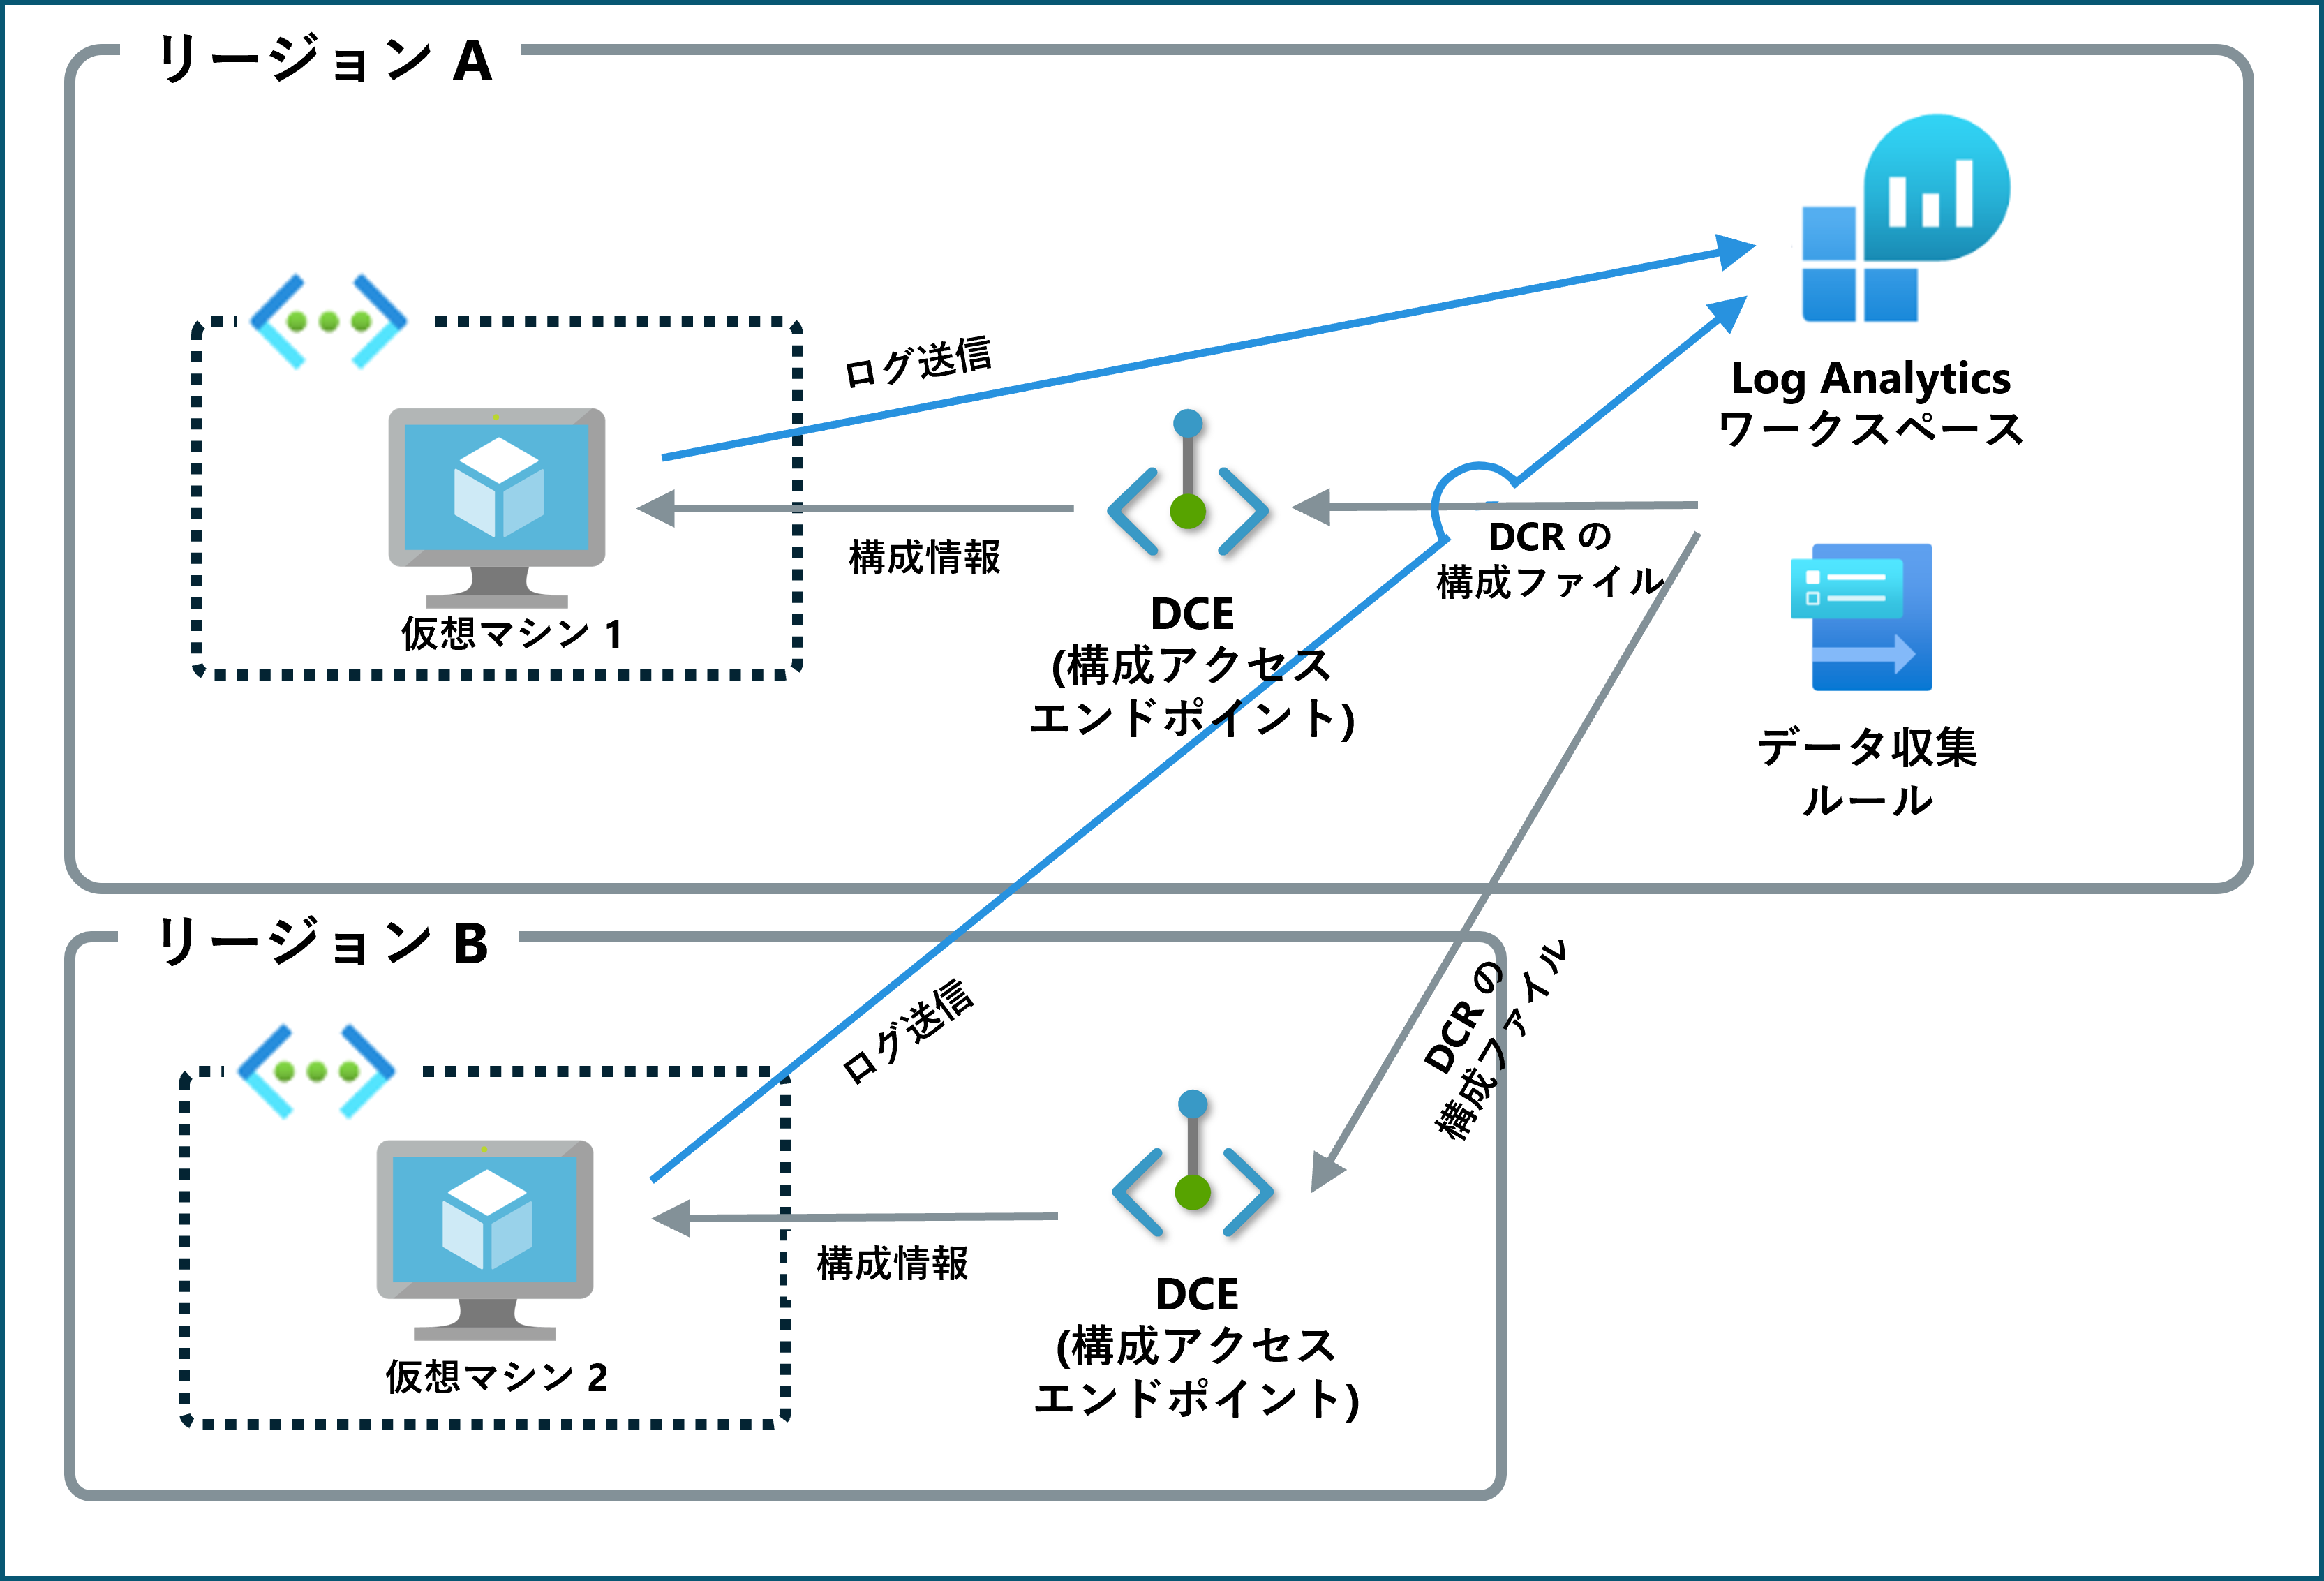 リージョン A
Log Analytics
ワークスペース
ログ送信
構成情報
DCR の
構成ファイル
仮想マシン 1
DCE
(構成アクセス
エンドポイント)
データ収集
ルール
リージョン B
ログ送信
DCR の
構成ファイル
構成情報
仮想マシン 2
DCE
(構成アクセス
エンドポイント)